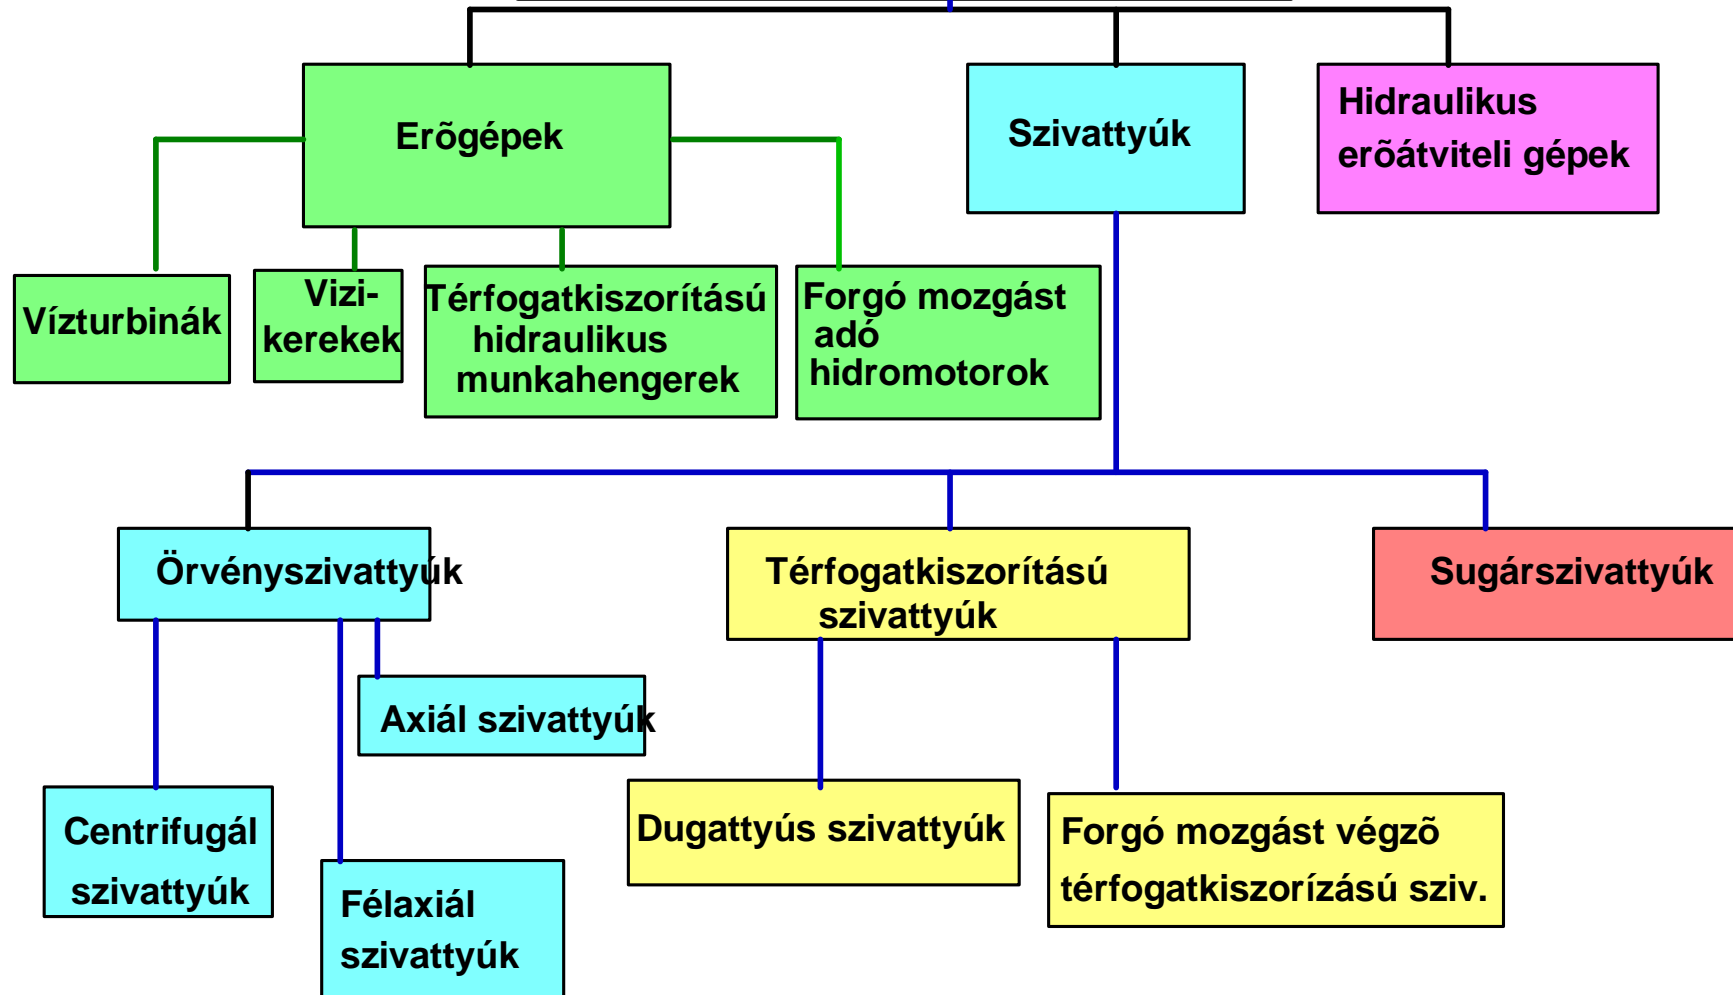 Erõgépek
Szivattyúk
Hidraulikus
erõátviteli gépek
Vízturbinák
Vizi-
kerekek
Térfogatkiszorítású
hidraulikus
munkahengerek
Forgó mozgást
adó
hidromotorok
Örvényszivattyúk
Térfogatkiszorítású
szivattyúk
Sugárszivattyúk
Axiál szivattyúk
Centrifugál
szivattyúk
Félaxiál
szivattyúk
Dugattyús szivattyúk
Forgó mozgást végzõ
térfogatkiszorízású sziv.